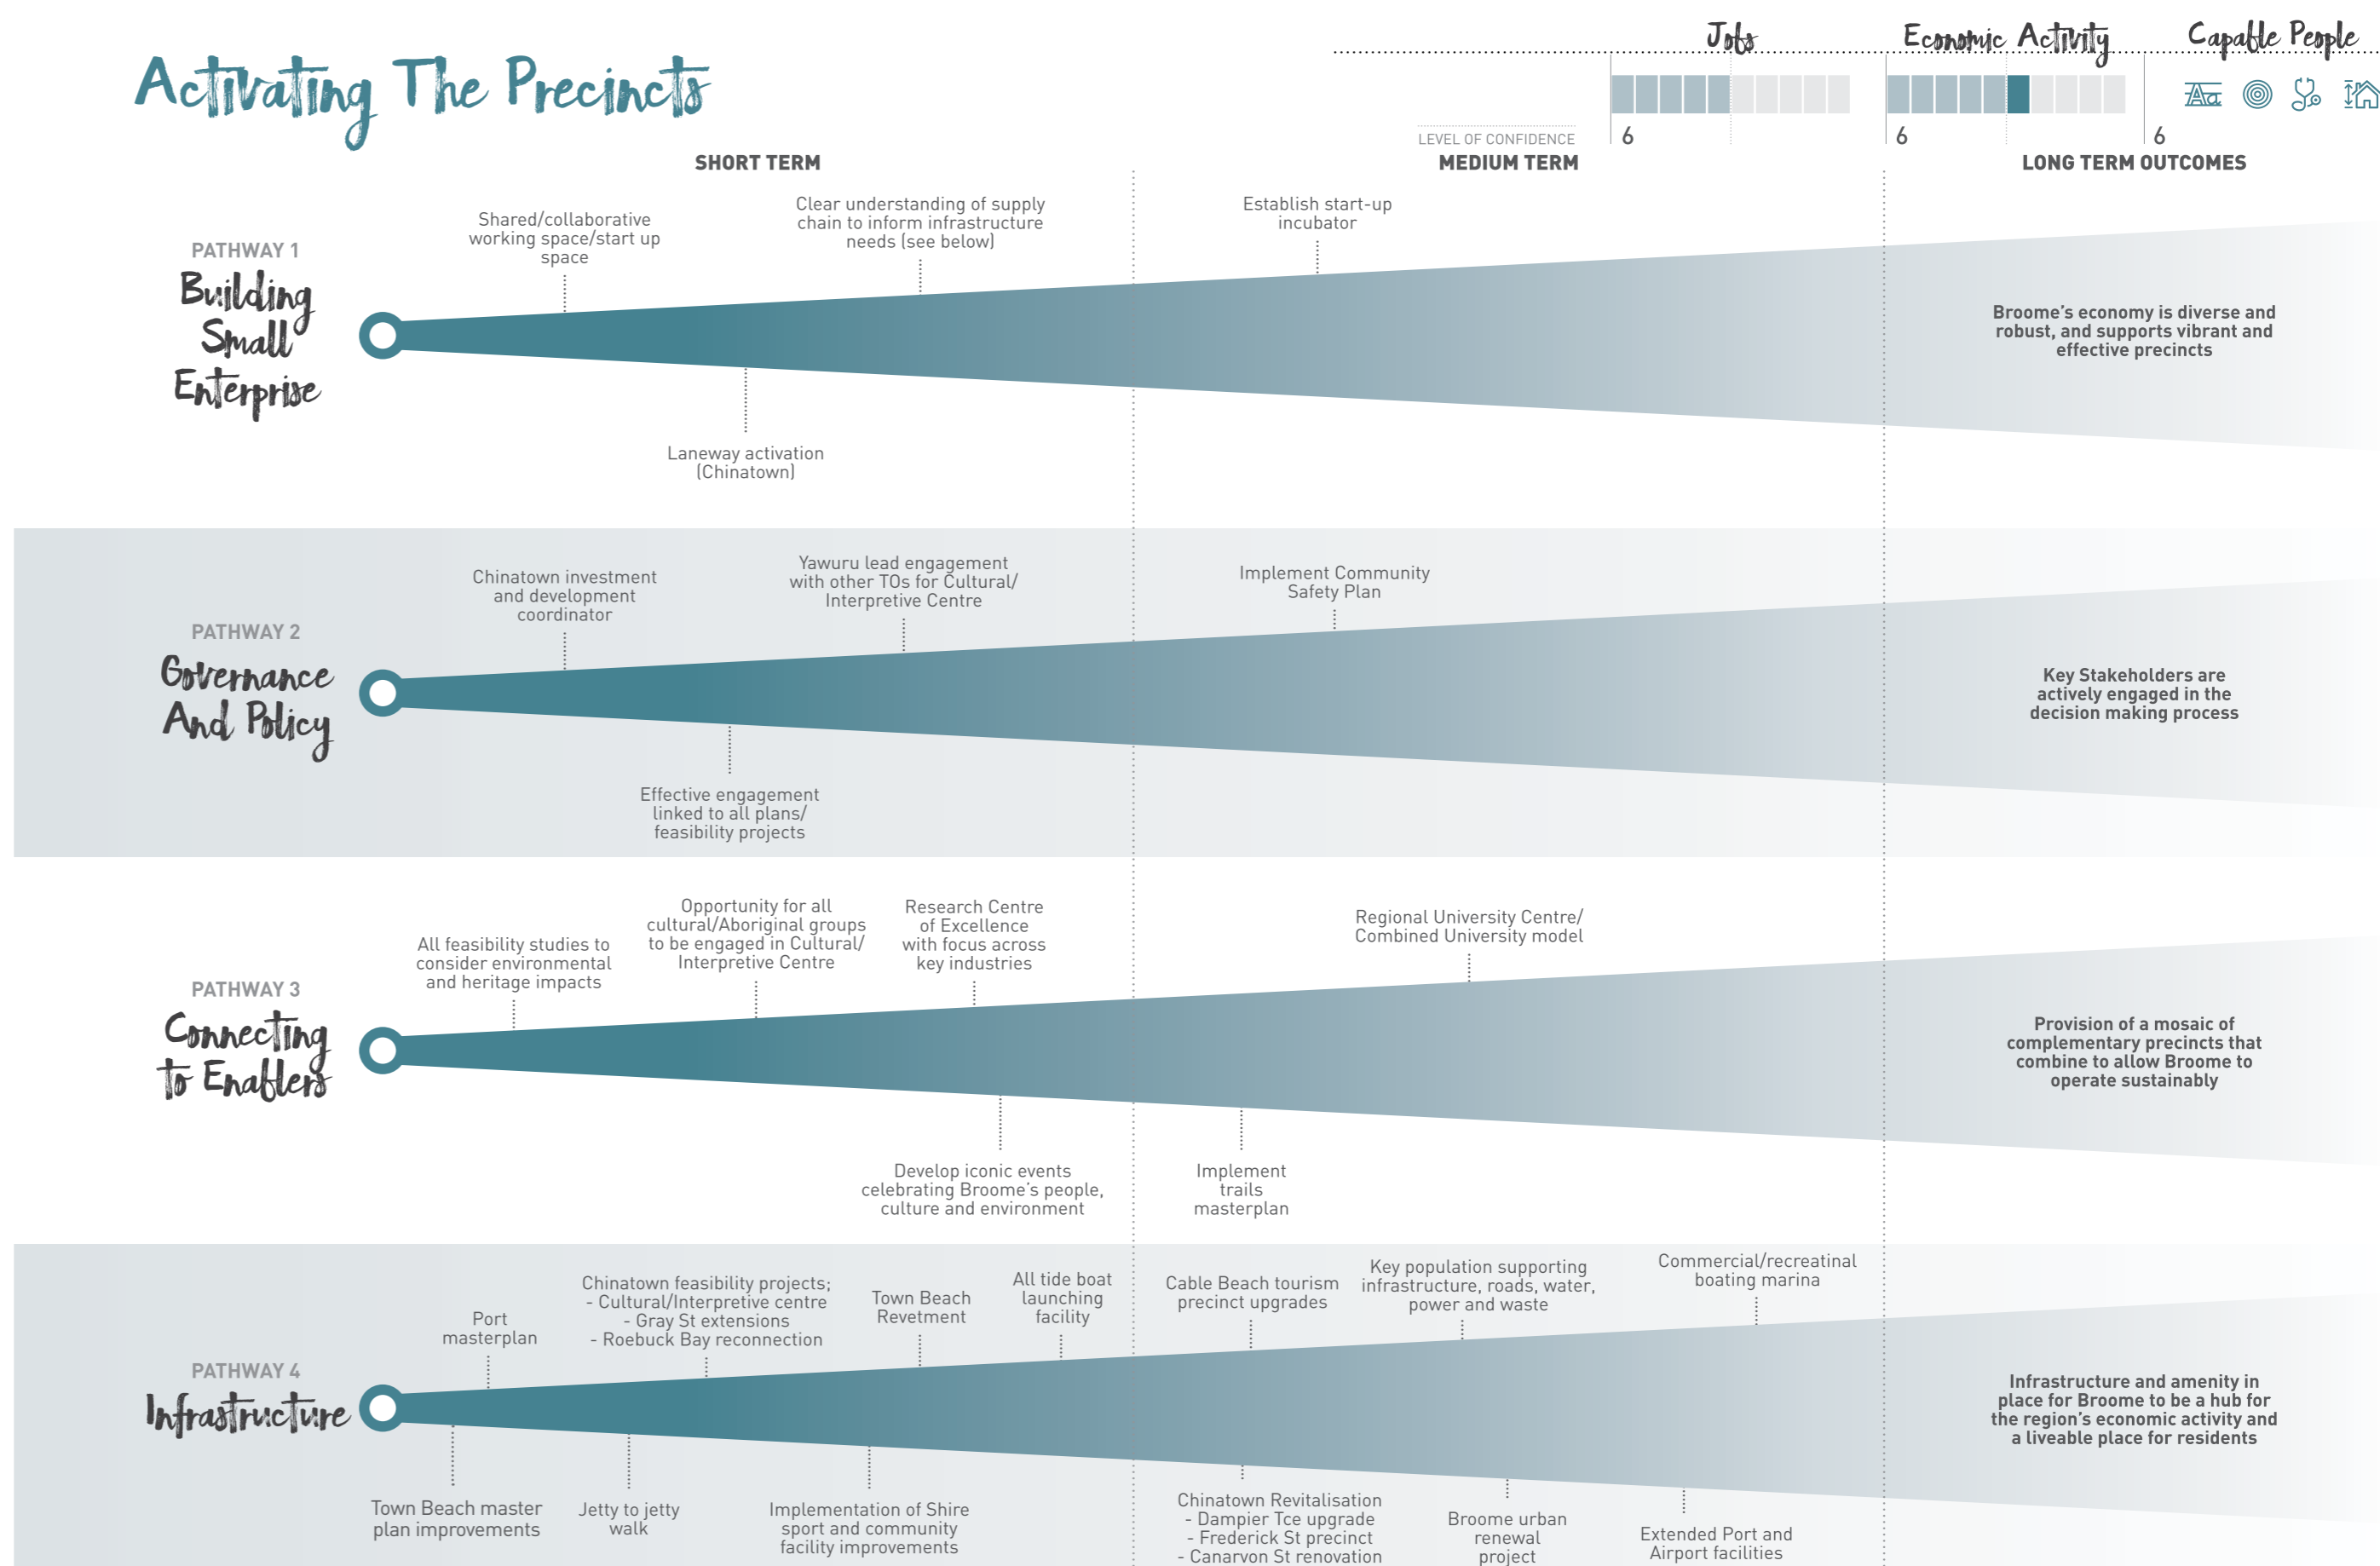 Activating The Precincts
Jobs
Economic Activity
Capable People
Aa
LEVEL OF CONFIDENCE
6
6
6
SHORT TERM
MEDIUM TERM
LONG TERM OUTCOMES
PATHWAY 1
Building
Small
Enterprise
Shared/collaborative
working space/start up
space
Clear understanding of supply
chain to inform infrastructure
needs (see below)
Establish start-up
incubator
Laneway activation
(Chinatown)
Broome's economy is diverse and
robust, and supports vibrant and
effective precincts
PATHWAY 2
Governance
And Policy
Chinatown investment
and development
coordinator
Yawuru lead engagement
with other TOs for Cultural/
Interpretive Centre
Implement Community
Safety Plan
Effective engagement
linked to all plans/
feasibility projects
Key Stakeholders are
actively engaged in the
decision making process
PATHWAY 3
Connecting
to Enablers
All feasibility studies to
consider environmental
and heritage impacts
Opportunity for all
cultural/Aboriginal groups
to be engaged in Cultural/
Interpretive Centre
Research Centre
of Excellence
with focus across
key industries
Regional University Centre/
Combined University model
Develop iconic events
celebrating Broome's people,
culture and environment
Implement
trails
masterplan
Provision of a mosaic of
complementary precincts that
combine to allow Broome to
operate sustainably
PATHWAY 4
Infrastructure
Port
masterplan
Chinatown feasibility projects;
- Cultural/Interpretive centre
- Gray St extensions
- Roebuck Bay reconnection
Town Beach
Revetment
All tide boat
launching
facility
Cable Beach tourism
precinct upgrades
Key population supporting
infrastructure, roads, water,
power and waste
Commercial/recreatinal
boating marina
Town Beach master
plan improvements
Jetty to jetty
walk
Implementation of Shire
sport and community
facility improvements
Chinatown Revitalisation
- Dampier Tce upgrade
- Frederick St precinct
- Canarvon St renovation
Broome urban
renewal
project
Extended Port and
Airport facilities
Infrastructure and amenity in
place for Broome to be a hub for
the region's economic activity and
a liveable place for residents